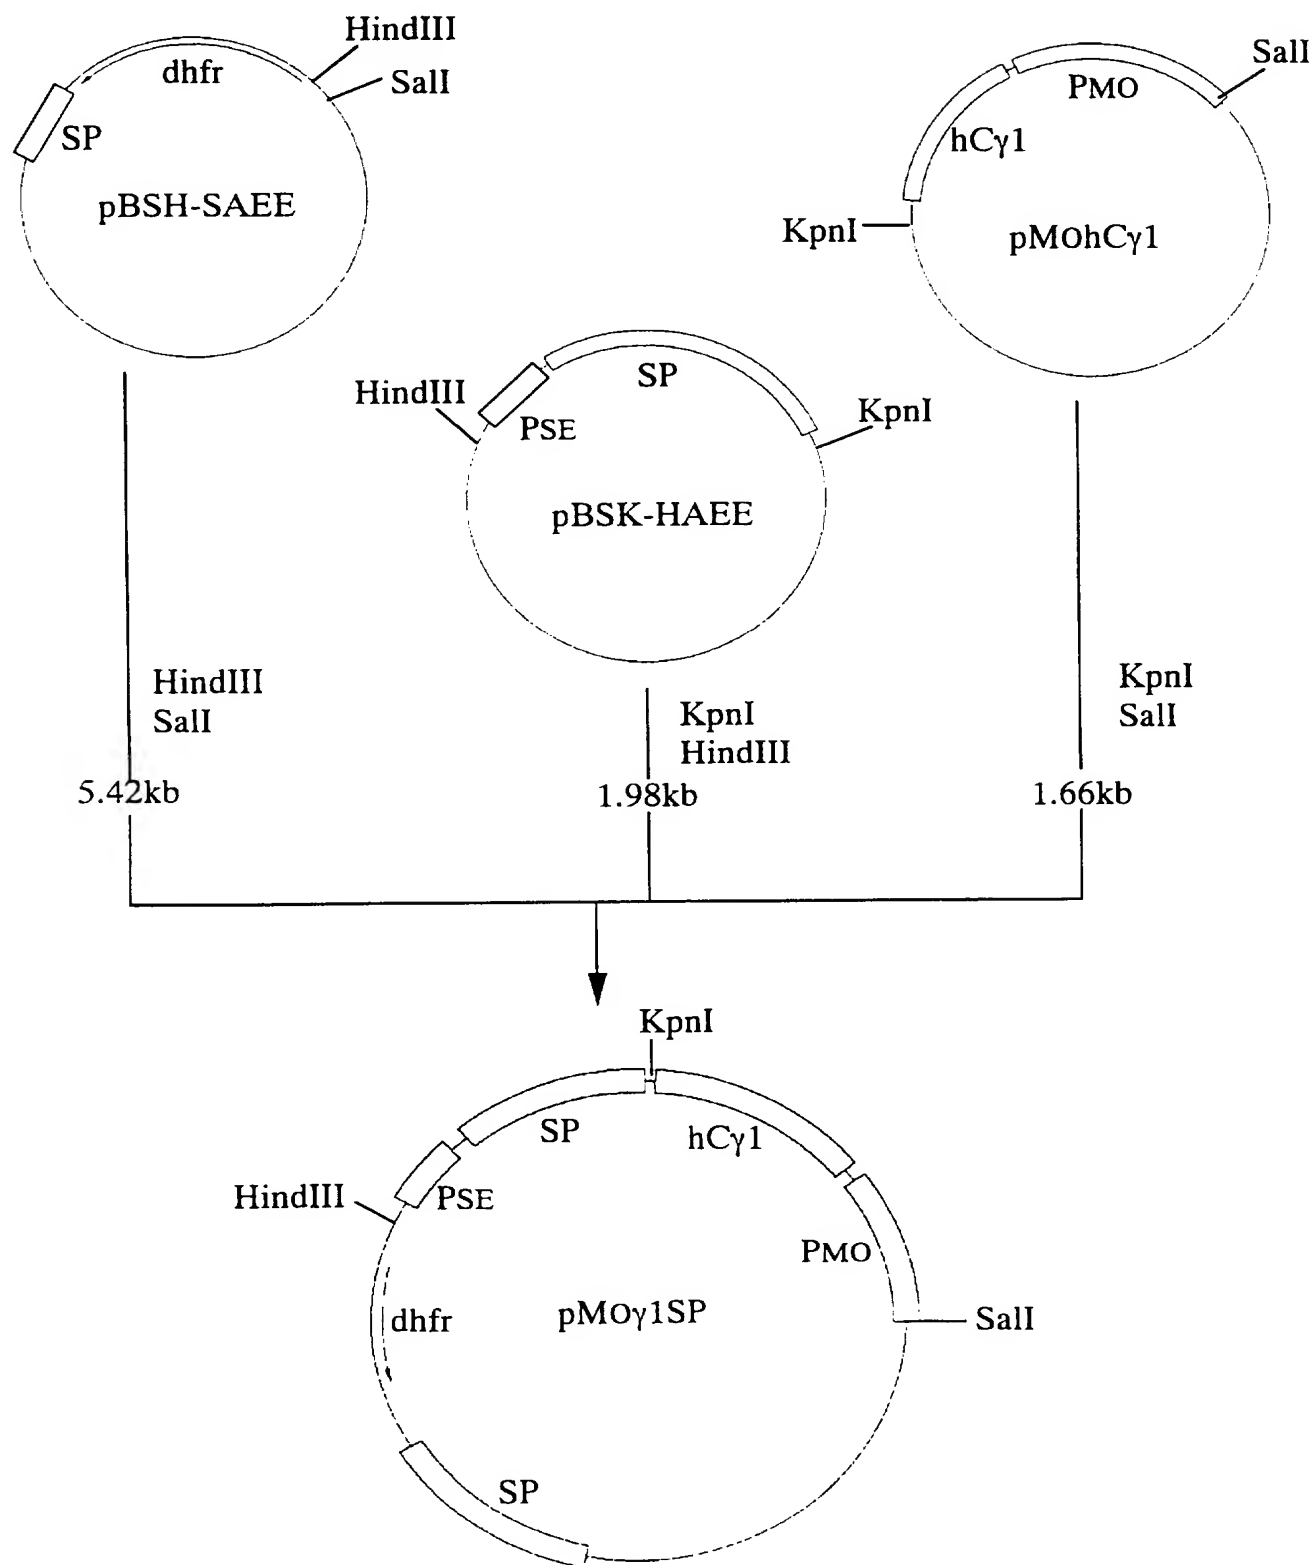 HindIII
dhfr
SalI
SP
pBSH-SAEE
SalI
PMO
hCγ1
KpnI
pMOhCγ1
HindIII
SP
PSE
KpnI
pBSK-HAEE
HindIII
SalI
KpnI
HindIII
KpnI
SalI
5.42kb
1.98kb
1.66kb
KpnI
SP
hCγ1
HindIII
PSE
PMO
dhfr
pMOγ1SP
SalI
SP